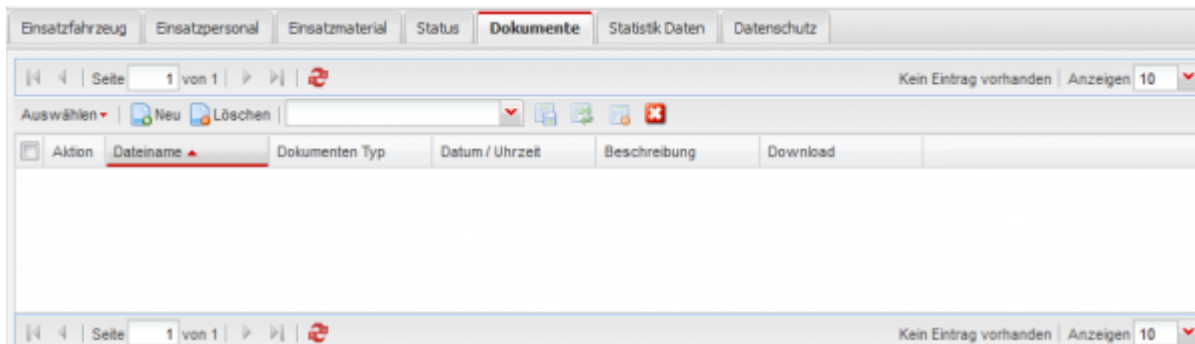 Einsatzfahrzeug Einsatzpersonal Einsatzmaterial Status Dokumente Statistik Daten Datenschutz
Seite 1 von 1 Kein Eintrag vorhanden Anzeigen 10
Auswählen Neu Löschen
Aktion Dateiname Dokumenten Typ Datum / Uhrzeit Beschreibung Download
Seite 1 von 1 Kein Eintrag vorhanden Anzeigen 10